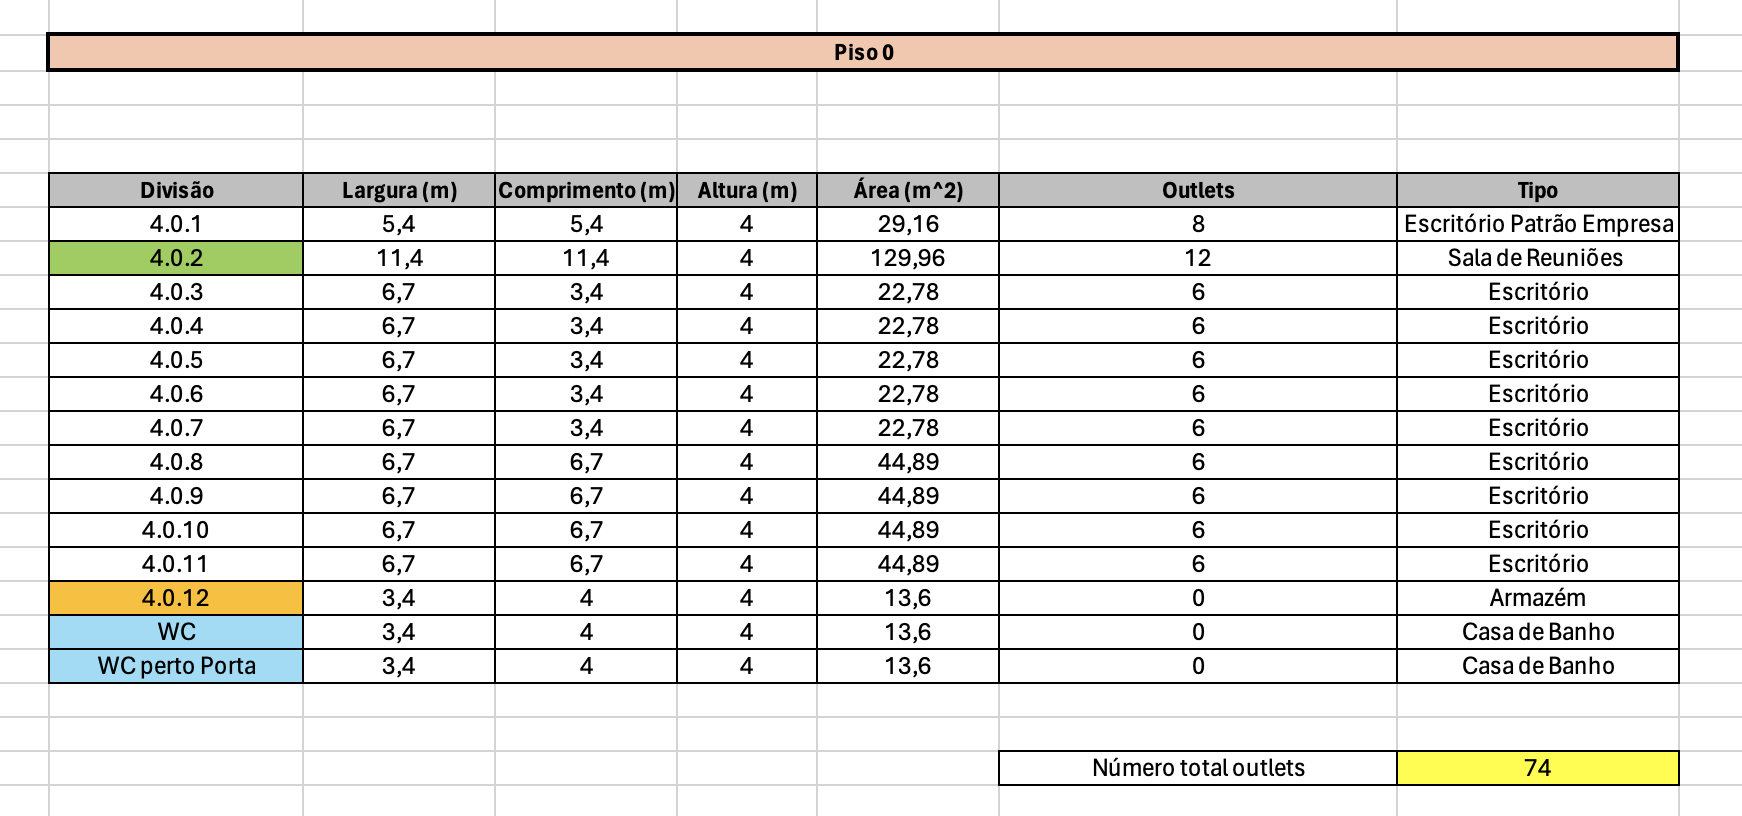 Piso 0
Divisão Largura (m) Comprimento (m) Altura (m) Área (m^2) Outlets Tipo
4.0.1 5,4 5,4 4 29,16 8 Escritório Patrão Empresa
4.0.2 11,4 11,4 4 129,96 12 Sala de Reuniões
4.0.3 6,7 3,4 4 22,78 6 Escritório
4.0.4 6,7 3,4 4 22,78 6 Escritório
4.0.5 6,7 3,4 4 22,78 6 Escritório
4.0.6 6,7 3,4 4 22,78 6 Escritório
4.0.7 6,7 3,4 4 22,78 6 Escritório
4.0.8 6,7 6,7 4 44,89 6 Escritório
4.0.9 6,7 6,7 4 44,89 6 Escritório
4.0.10 6,7 6,7 4 44,89 6 Escritório
4.0.11 6,7 6,7 4 44,89 6 Escritório
4.0.12 3,4 4 4 13,6 0 Armazém
WC 3,4 4 4 13,6 0 Casa de Banho
WC perto Porta 3,4 4 4 13,6 0 Casa de Banho
Número total outlets 74